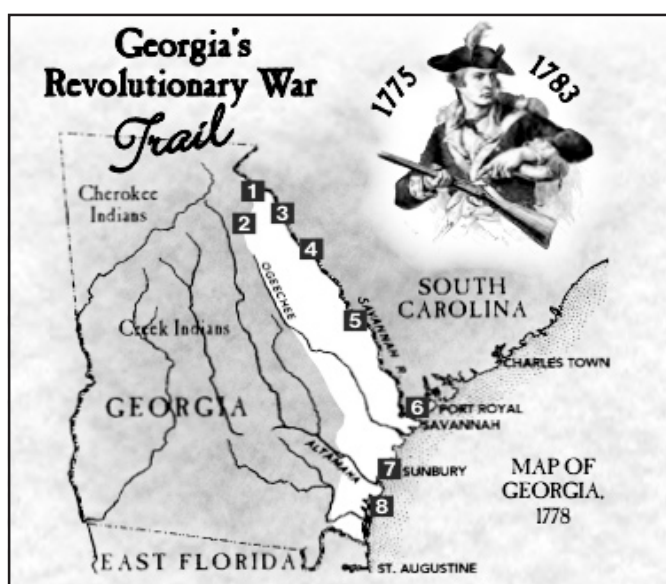 Georgia's
Revolutionary War
Trail
1775
1783
Cherokee
Indians
1
2
3
4
OGEECHEE
SAVANNAH R.
SOUTH
CAROLINA
Creek Indians
5
CHARLES TOWN
GEORGIA
6
PORT ROYAL
SAVANNAH
ALTAMAHA
7
SUNBURY
MAP OF
GEORGIA,
1778
8
EAST FLORIDA
ST. AUGUSTINE